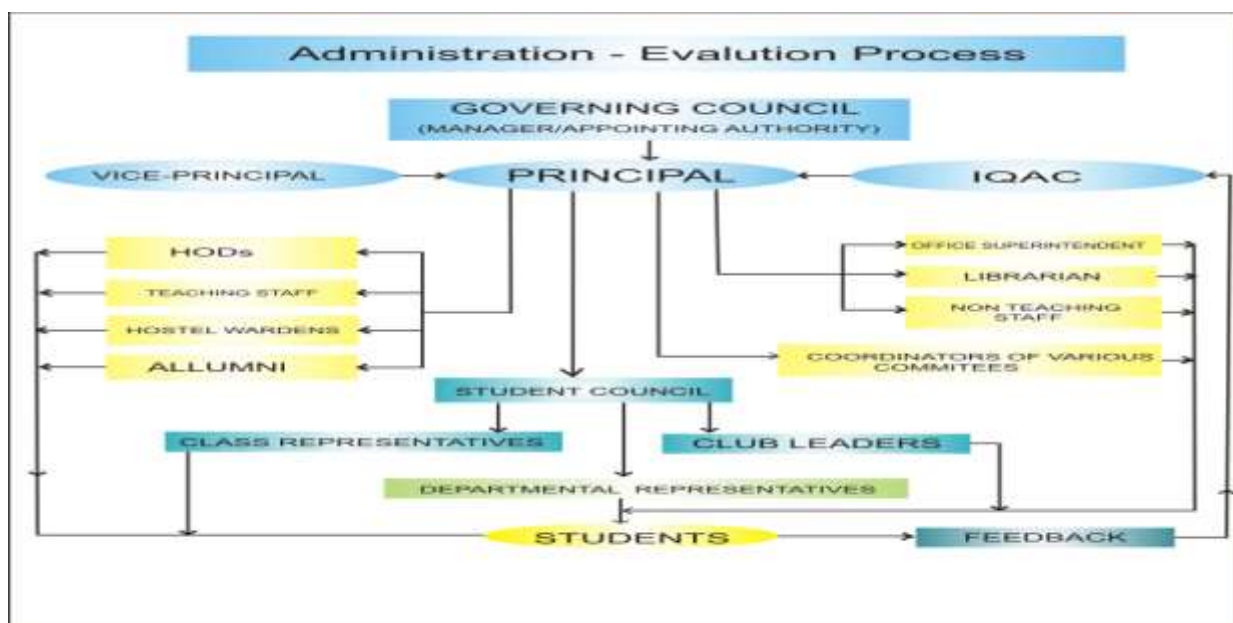 Administration - Evalution Process
GOVERNING COUNCIL
(MANAGER/APPOINTING AUTHORITY)
VICE-PRINCIPAL
PRINCIPAL
IQAC
HODs
TEACHING STAFF
HOSTEL WARDENS
ALLUMNI
OFFICE SUPERINTENDENT
LIBRARIAN
NON TEACHING
STAFF
COORDINATORS OF VARIOUS
COMMITEES
STUDENT COUNCIL
CLASS REPRESENTATIVES
CLUB LEADERS
DEPARTMENTAL REPRESENTATIVES
STUDENTS
FEEDBACK